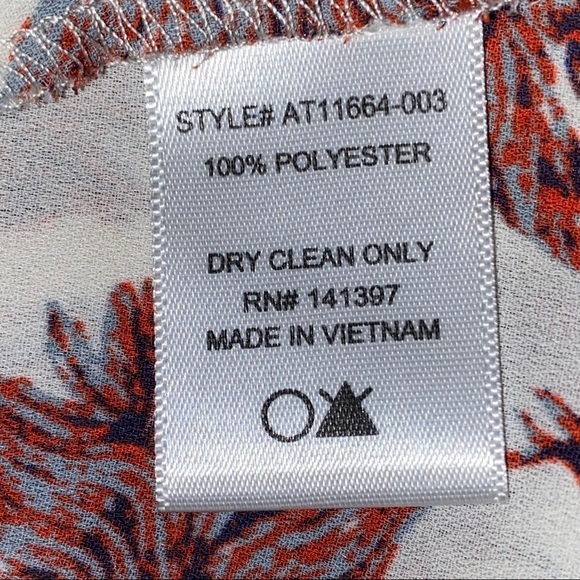 STYLE# AT11664-003
100% POLYESTER
DRY CLEAN ONLY
RN# 141397
MADE IN VIETNAM